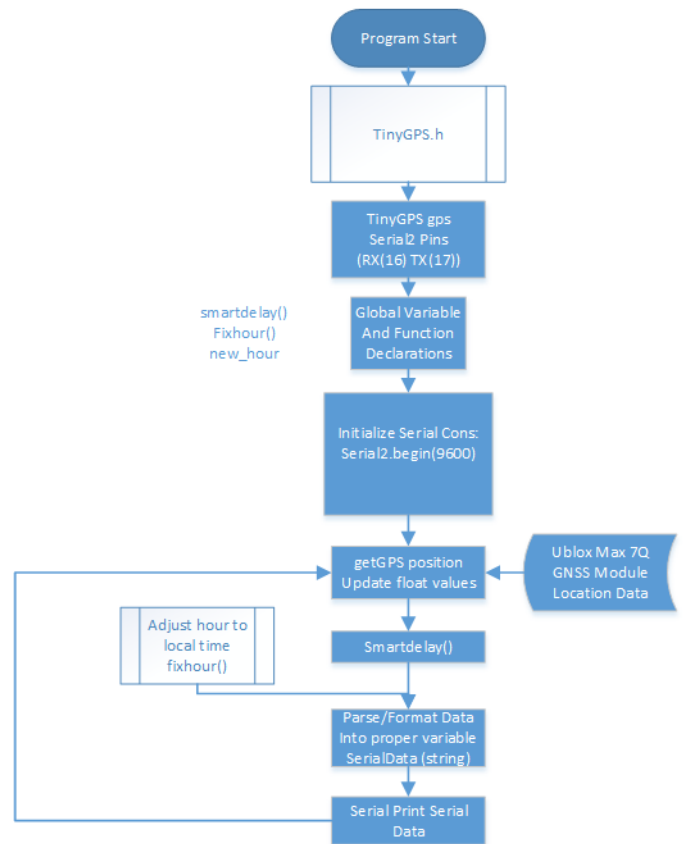 Program Start
TinyGPS.h
TinyGPS gps
Serial2 Pins
(RX(16) TX(17))
smartdelay()
Fixhour()
new_hour
Global Variable
And Function
Declarations
Initialize Serial Cons:
Serial2.begin(9600)
getGPS position
Update float values
Ublox Max 7Q
GNSS Module
Location Data
Adjust hour to
local time
fixhour()
Smartdelay()
Parse/Format Data
Into proper variable
SerialData (string)
Serial Print Serial
Data